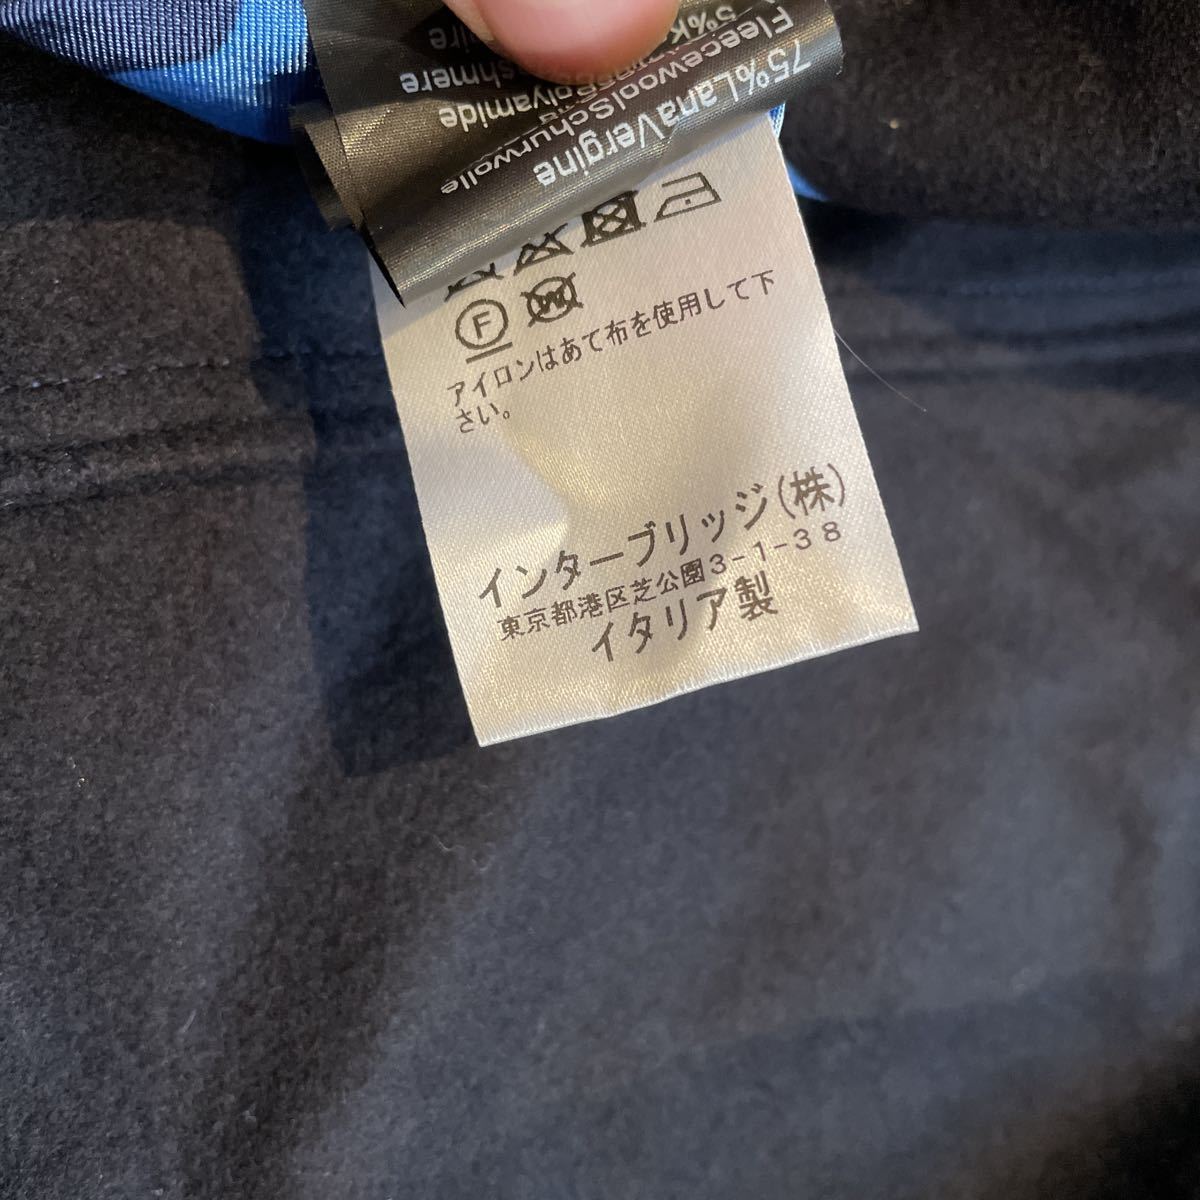 75%LanaVergine
FleecewoolSchurwolle
Polyamide
5%K
F
W
アイロンはあて布を使用して下
さい。
インターブリッジ(株)
東京都港区芝公園3-1-38
イタリア製